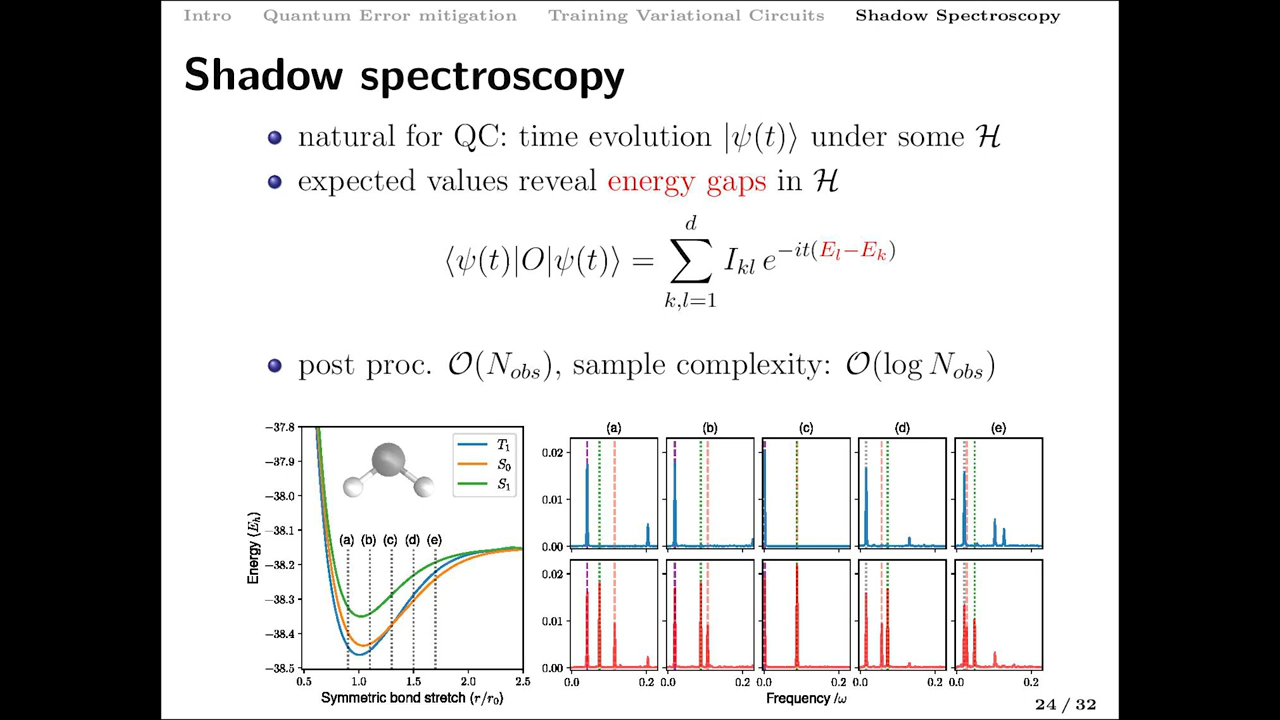 Intro Quantum Error mitigation Training Variational Circuits Shadow Spectroscopy
Shadow spectroscopy
natural for QC: time evolution |ψ(t)⟩ under some ℋ
expected values reveal energy gaps in ℋ
d
⟨ψ(t)|O|ψ(t)⟩ = ∑ I_{kl} e^{−it(E_l−E_k)}
k,l=1
post proc. 𝒪(N_{obs}), sample complexity: 𝒪(log N_{obs})
−37.8
−37.9
−38.0
−38.1
−38.2
−38.3
−38.4
−38.5
Energy (E_h)
T_1
S_0
S_1
(a) (b) (c) (d) (e)
0.5 1.0 1.5 2.0 2.5
Symmetric bond stretch (r/r_0)
(a) (b) (c) (d) (e)
0.02
0.01
0.00
0.02
0.01
0.00
0.0 0.2 0.0 0.2 0.0 0.2 0.0 0.2 0.0 0.2
Frequency /ω
24 / 32